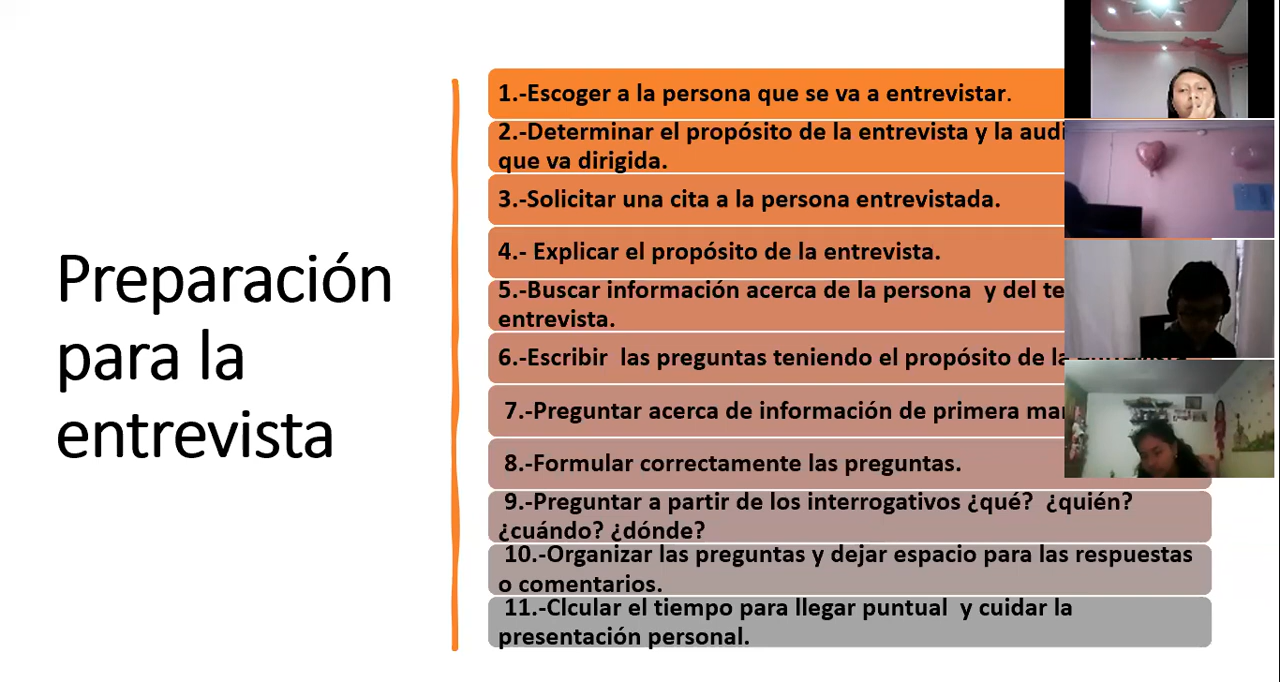 Preparación
para la
entrevista
1.-Escoger a la persona que se va a entrevistar.
2.-Determinar el propósito de la entrevista y la
que va dirigida.
3.-Solicitar una cita a la persona entrevistada.
4.- Explicar el propósito de la entrevista.
5.-Buscar información acerca de la persona  y del
entrevista.
6.-Escribir  las preguntas teniendo el propósito de la
7.-Preguntar acerca de información de primera
8.-Formular correctamente las preguntas.
9.-Preguntar a partir de los interrogativos ¿qué?  ¿quién?
¿cuándo? ¿dónde?
10.-Organizar las preguntas y dejar espacio para las respuestas
o comentarios.
11.-Clcular el tiempo para llegar puntual  y cuidar la
presentación personal.